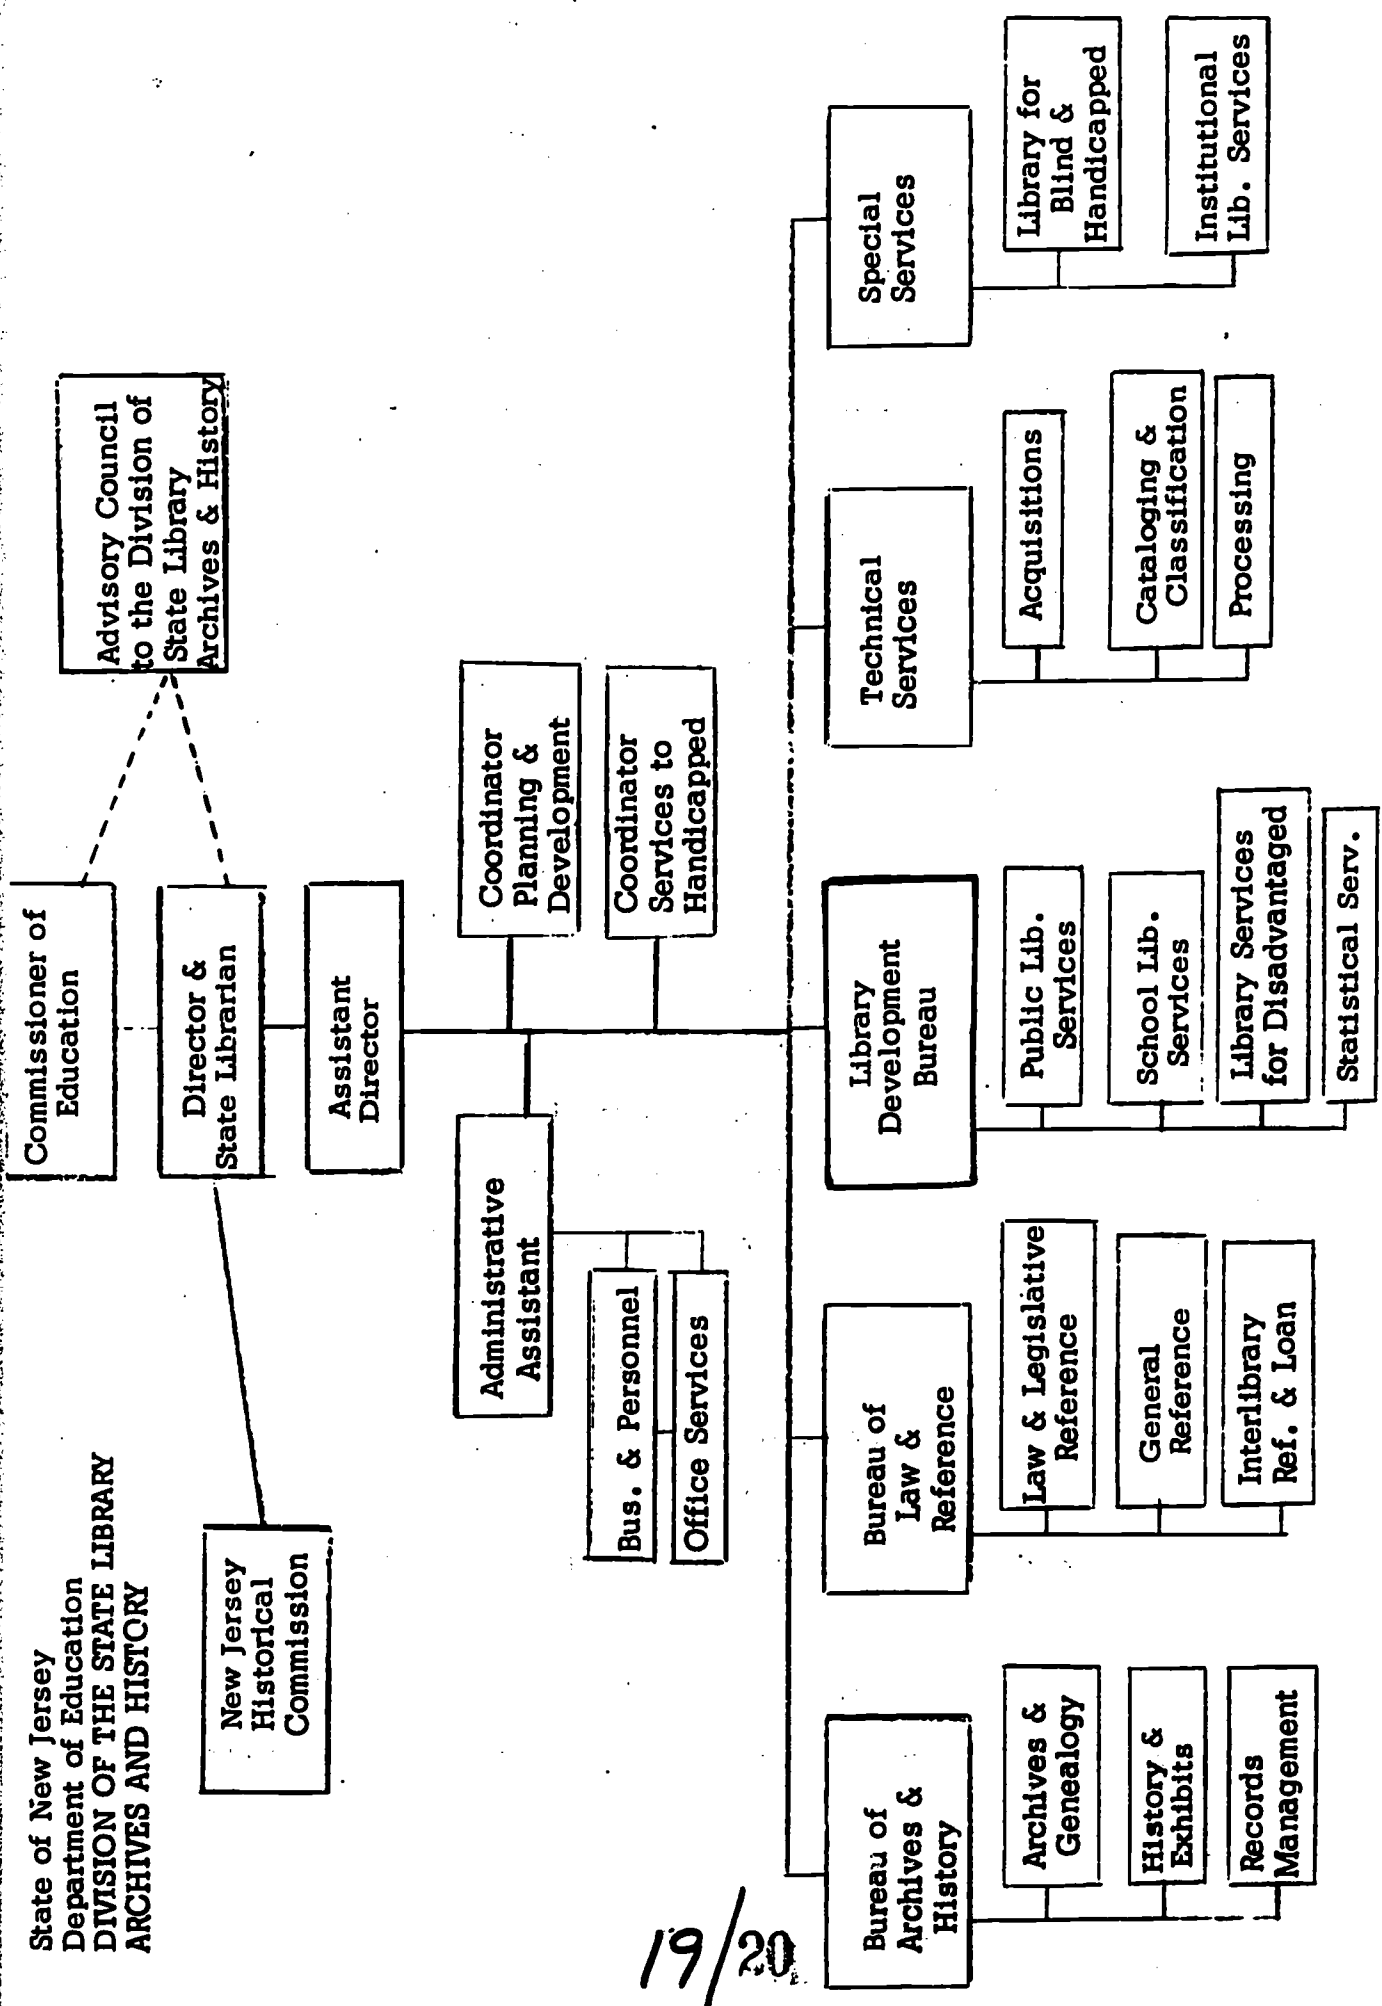 State of New Jersey
Department of Education
DIVISION OF THE STATE LIBRARY
ARCHIVES AND HISTORY
Commissioner of
Education
Advisory Council
to the Division of
State Library
Archives & History
Director &
State Librarian
New Jersey
Historical
Commission
Assistant
Director
Administrative
Assistant
Coordinator
Planning &
Development
Bus. & Personnel
Office Services
Coordinator
Services to
Handicapped
Bureau of
Archives &
History
Archives &
Genealogy
History &
Exhibits
Records
Management
Bureau of
Law &
Reference
Law & Legislative
Reference
General
Reference
Interlibrary
Ref. & Loan
Library
Development
Bureau
Public Lib.
Services
School Lib.
Services
Library Services
for Disadvantaged
Statistical Serv.
Technical
Services
Acquisitions
Cataloging &
Classification
Processing
Special
Services
Library for
Blind &
Handicapped
Institutional
Lib. Services
19/20